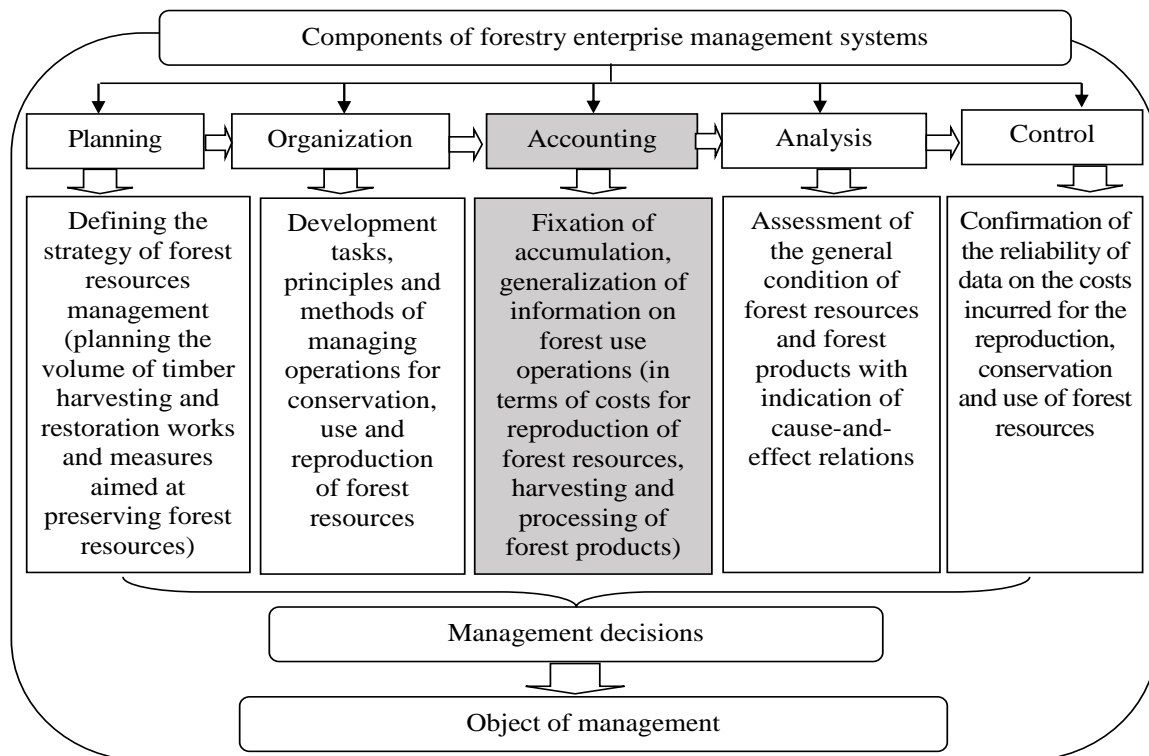 Components of forestry enterprise management systems
Planning
Organization
Accounting
Analysis
Control
Defining the
strategy of forest
resources
management
(planning the
volume of timber
harvesting and
restoration works
and measures
aimed at
preserving forest
resources)
Development
tasks,
principles and
methods of
managing
operations for
conservation,
use and
reproduction
of forest
resources
Fixation of
accumulation,
generalization of
information on
forest use
operations (in
terms of costs for
reproduction of
forest resources,
harvesting and
processing of
forest products)
Assessment of
the general
condition of
forest resources
and forest
products with
indication of
cause-and-
effect relations
Confirmation of
the reliability of
data on the costs
incurred for the
reproduction,
conservation
and use of forest
resources
Management decisions
Object of management